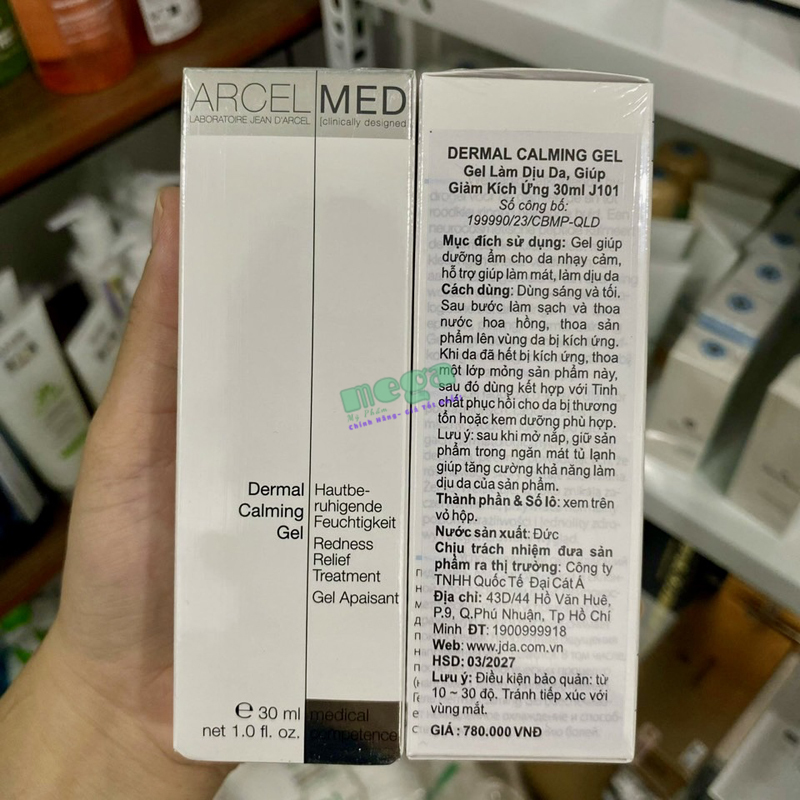 ARCELMED
LABORATOIRE JEAN D'ARCEL
[clinically designed]
Dermal
Calming
Gel
Hautbe-
ruhigende
Feuchtigkeit
Redness
Relief
Treatment
Gel Apaisant
e 30 ml
net 1.0 fl. oz.
medical
competence
mega
Mỹ Phẩm
Chính Hãng- Giá Tốt Nhất
DERMAL CALMING GEL
Gel Làm Dịu Da, Giúp
Giảm Kích Ứng 30ml J101
Số công bố:
199990/23/CBMP-QLD
Mục đích sử dụng: Gel giúp
dưỡng ẩm cho da nhạy cảm,
hỗ trợ giúp làm mát, làm dịu da
Cách dùng: Dùng sáng và tối.
Sau bước làm sạch và thoa
nước hoa hồng, thoa sản
phẩm lên vùng da bị kích ứng.
Khi da đã hết bị kích ứng, thoa
một lớp mỏng sản phẩm này,
sau đó dùng kết hợp với Tinh
chất phục hồi cho da bị thương
tổn hoặc kem dưỡng phù hợp.
Lưu ý: sau khi mở nắp, giữ sản
phẩm trong ngăn mát tủ lạnh
giúp tăng cường khả năng làm
dịu da của sản phẩm.
Thành phần & Số lô: xem trên
vỏ hộp.
Nước sản xuất: Đức
Chịu trách nhiệm đưa sản
phẩm ra thị trường: Công ty
TNHH Quốc Tế Đại Cát Á
Địa chỉ: 43D/44 Hồ Văn Huê,
P.9, Q.Phú Nhuận, Tp Hồ Chí
Minh ĐT: 1900999918
Web: www.jda.com.vn
HSD: 03/2027
Lưu ý: Điều kiện bảo quản: từ
10 ~ 30 độ. Tránh tiếp xúc với
vùng mắt.
GIÁ : 780.000 VNĐ